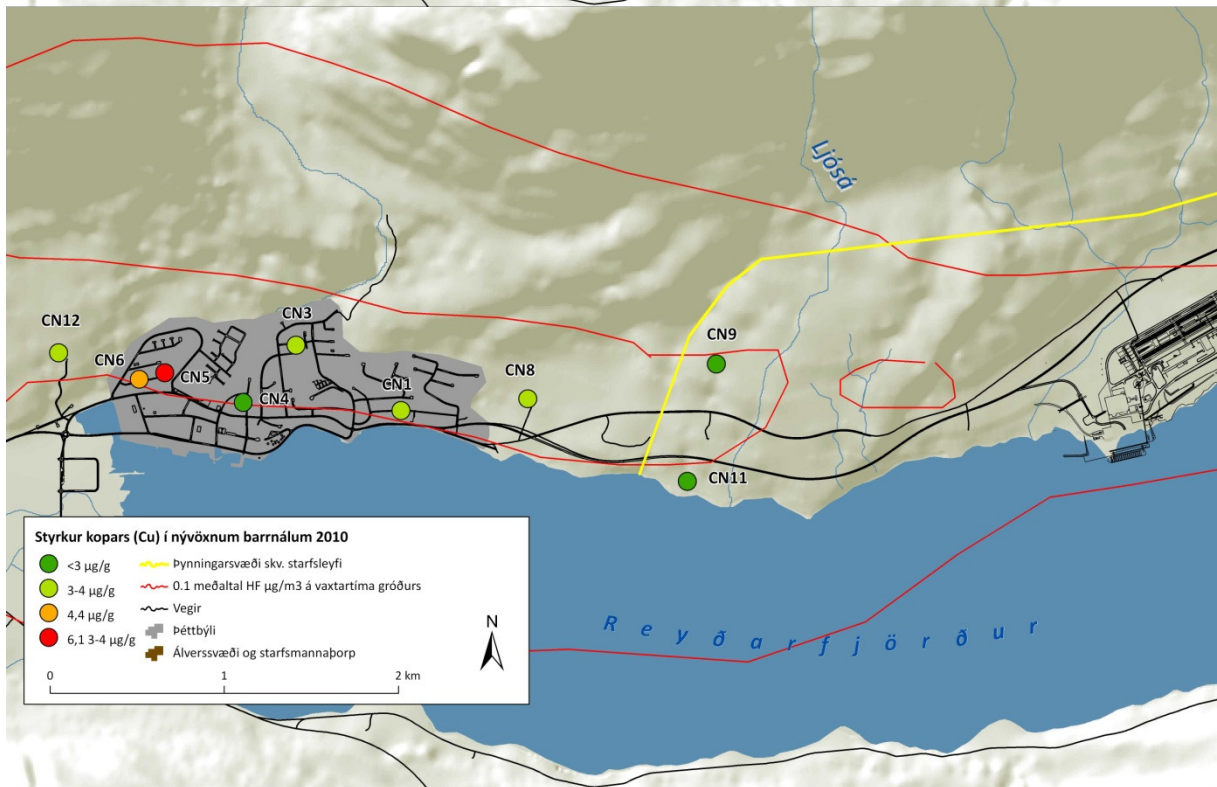 Ljósá
CN3
CN12
CN9
CN6
CN5
CN8
CN4
CN1
CN11
Styrkur kopars (Cu) í nývöxnum barrnálum 2010
<3 µg/g
3-4 µg/g
4,4 µg/g
6,1 3-4 µg/g
Þynningarsvæði skv. starfsleyfi
0.1 meðaltal HF µg/m3 á vaxtartíma gróðurs
Vegir
Þéttbýli
Álverssvæði og starfsmannaþorp
N
0 1 2 km
Reyðarfjörður